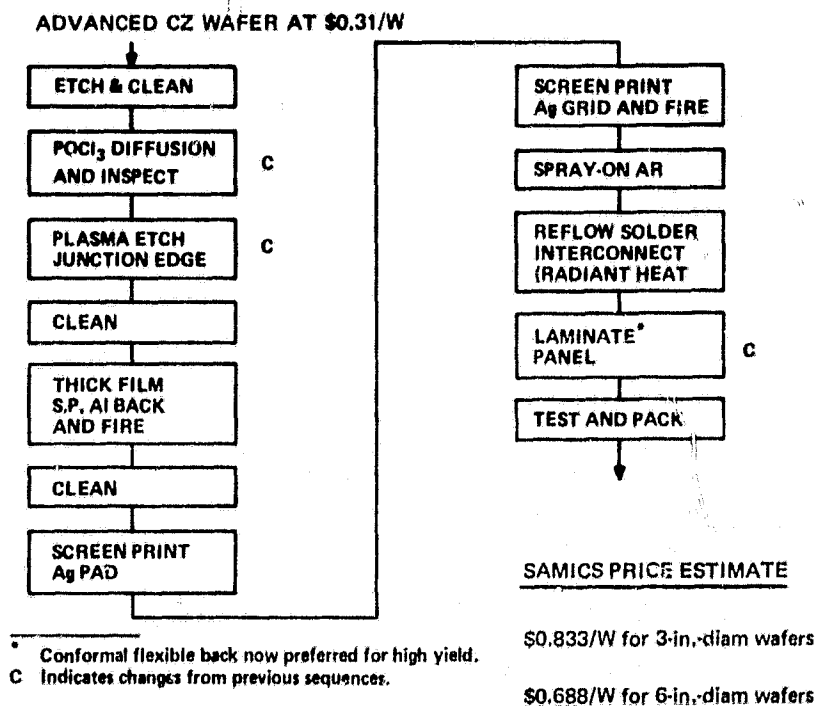 ADVANCED CZ WAFER AT $0.31/W
ETCH & CLEAN
POCl₃ DIFFUSION
AND INSPECT
C
PLASMA ETCH
JUNCTION EDGE
C
CLEAN
THICK FILM
S.P. Al BACK
AND FIRE
CLEAN
SCREEN PRINT
Ag PAD
SCREEN PRINT
Ag GRID AND FIRE
SPRAY-ON AR
REFLOW SOLDER
INTERCONNECT
(RADIANT HEAT
LAMINATE*
PANEL
C
TEST AND PACK
SAMICS PRICE ESTIMATE
$0.833/W for 3-in.-diam wafers
$0.688/W for 6-in.-diam wafers
* Conformal flexible back now preferred for high yield.
C Indicates changes from previous sequences.